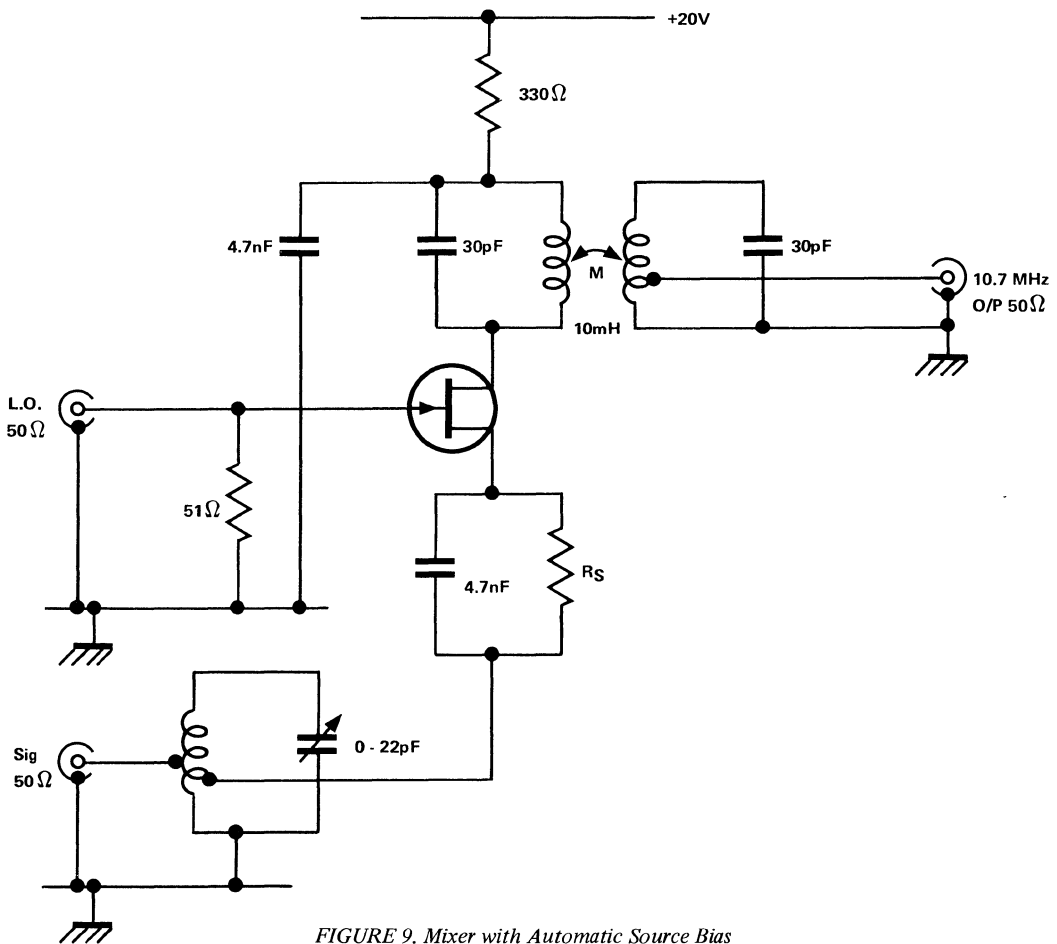 +20V
330Ω
4.7nF
30pF
M
30pF
10.7 MHz
O/P 50Ω
10mH
L.O.
50Ω
51Ω
4.7nF
RS
Sig
50Ω
0 - 22pF
FIGURE 9. Mixer with Automatic Source Bias